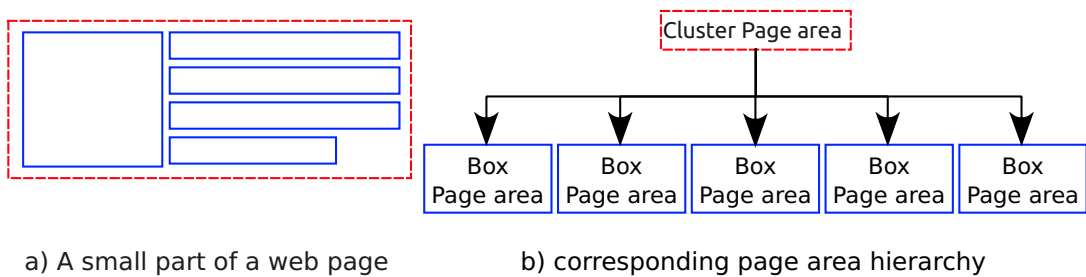 Cluster Page area
Box
Page area
Box
Page area
Box
Page area
Box
Page area
Box
Page area
a) A small part of a web page
b) corresponding page area hierarchy